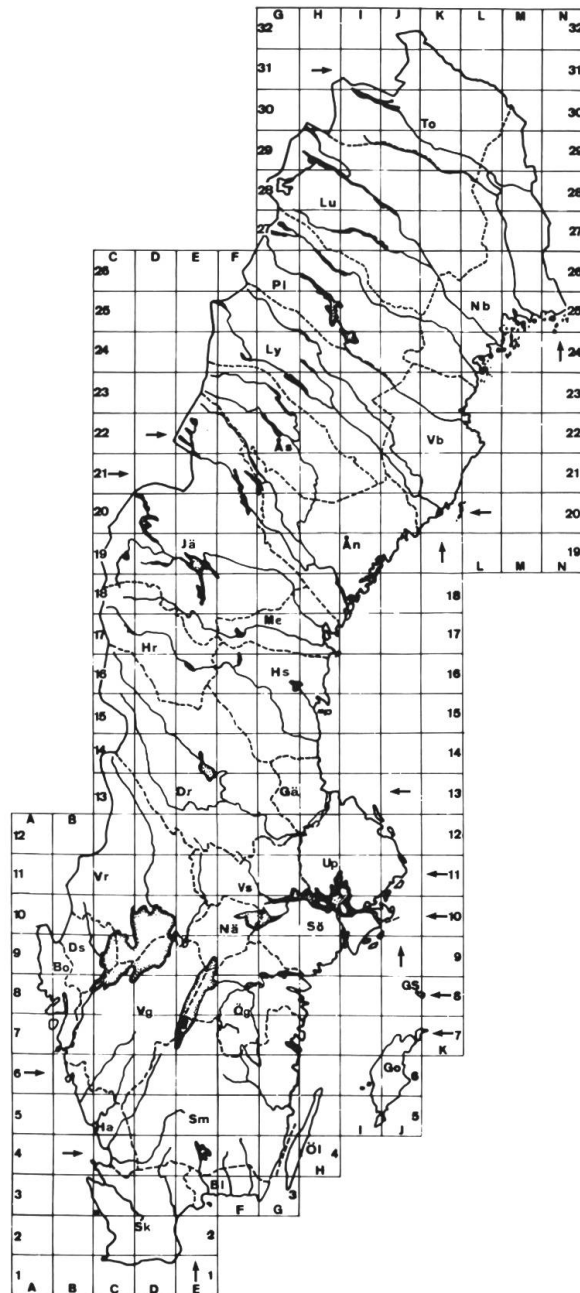 G H I J K L M N
32 32
31 31
30 To 30
29 29
28 Lu 28
27 27
C D E F
26 Pl 26
25 Nb 25
24 Ly 24
23 23
22 Ås Vb 22
21 21
20 20
19 Jä Ån 19
L M N
18 18
17 Hr Me 17
16 Hs 16
15 15
14 14
13 Dr Gä 13
A B
12 12
11 Vr Vs Up 11
10 Nä Sö 10
9 Bo Ds 9
8 GS 8
7 Vg Ög 7
K
6 Go 6
5 Ha Sm 5
I J
4 Öl 4
H
3 Bl 3
F G
2 Sk 2
1 1
A B C D E